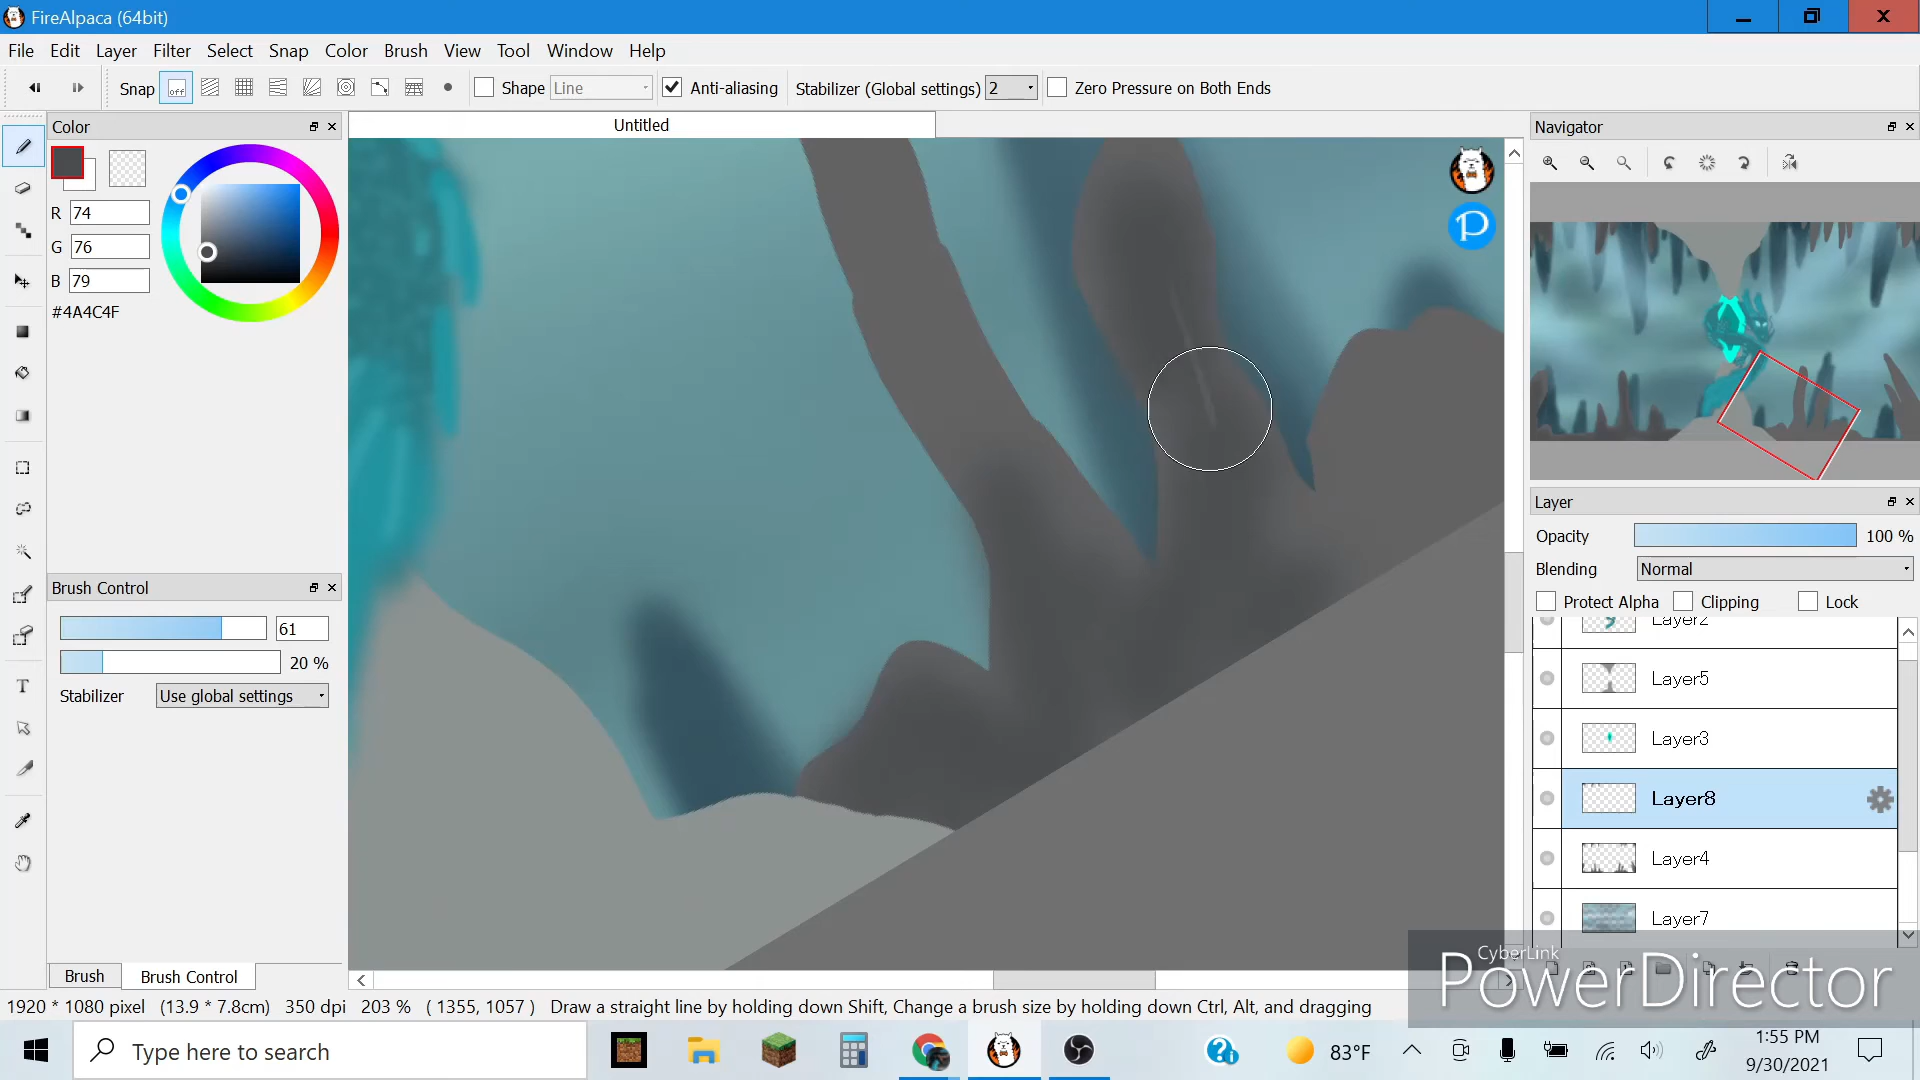 FireAlpaca (64bit)
File Edit Layer Filter Select Snap Color Brush View Tool Window Help
Snap off Shape Line Anti-aliasing Stabilizer (Global settings) 2 Zero Pressure on Both Ends
Color
Untitled
Navigator
R 74
G 76
B 79
#4A4C4F
P
Layer
Opacity 100 %
Blending Normal
Protect Alpha Clipping Lock
Layer2
Layer5
Layer3
Layer8
Layer4
Layer7
Brush Control
61
20 %
Stabilizer Use global settings
T
Brush Brush Control
CyberLink
PowerDirector
1920 * 1080 pixel (13.9 * 7.8cm) 350 dpi 203 % ( 1355, 1057 ) Draw a straight line by holding down Shift, Change a brush size by holding down Ctrl, Alt, and dragging
Type here to search
83°F
1:55 PM
9/30/2021